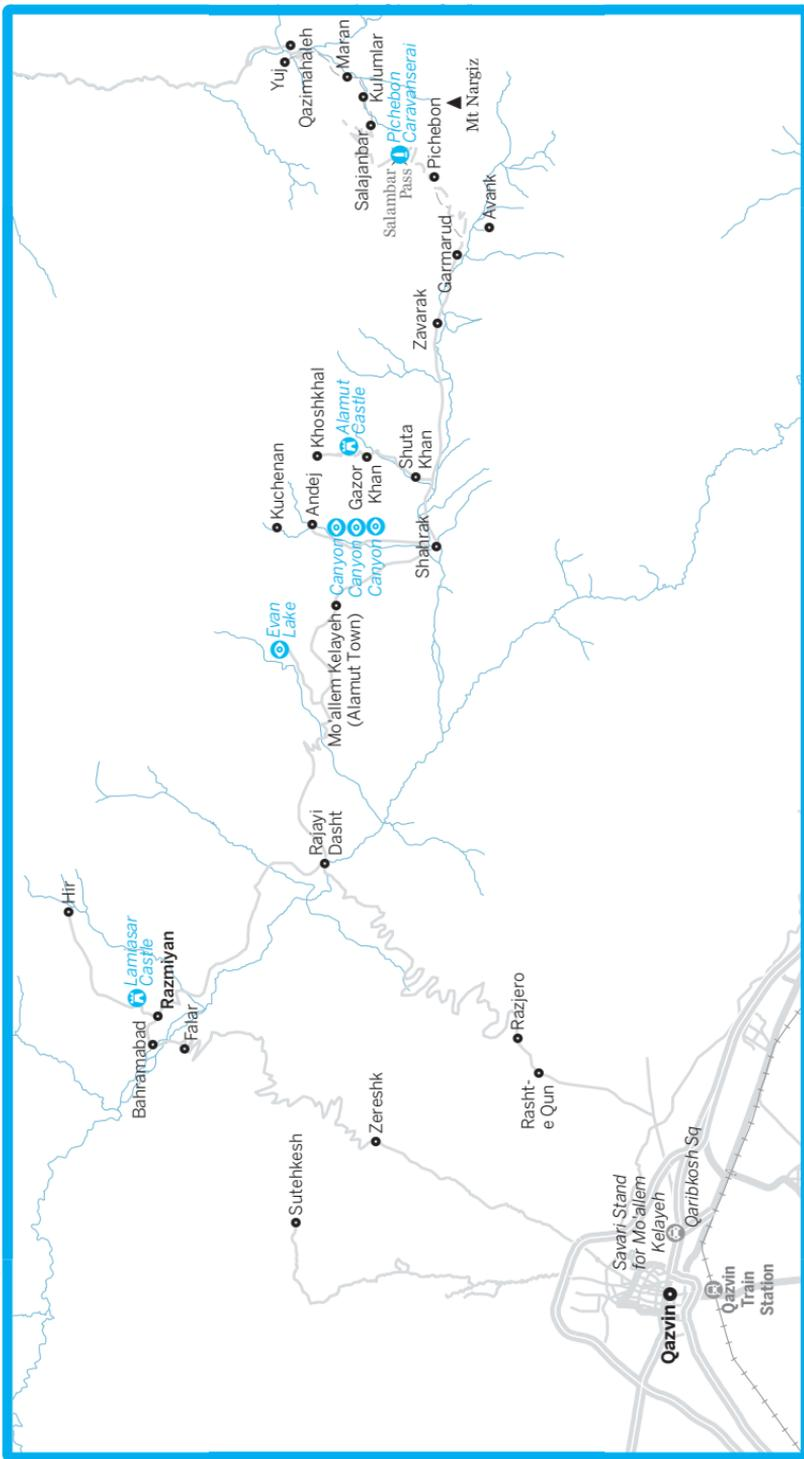 Yuj
Qazimahaleh
Maran
Kulumlar
Pichebon
Caravanserai
Salajanbar
Salambar
Pass
Pichebon
Mt Nargiz
Avank
Garmarud
Zavarak
Khoshkhal
Alamut
Castle
Kuchenan
Andej
Gazor
Khan
Shuta
Khan
Canyon
Canyon
Canyon
Shahrak
Evan
Lake
Mo'allem Kelayeh
(Alamut Town)
Rajayi
Dasht
Hir
Lamiasar
Castle
Razmiyan
Bahramabad
Falar
Razjero
Rasht-
e Qun
Zereshk
Sutehkesh
Savari Stand
for Mo'allem
Kelayeh
Qaribkosh Sq
Qazvin
Qazvin
Train
Station